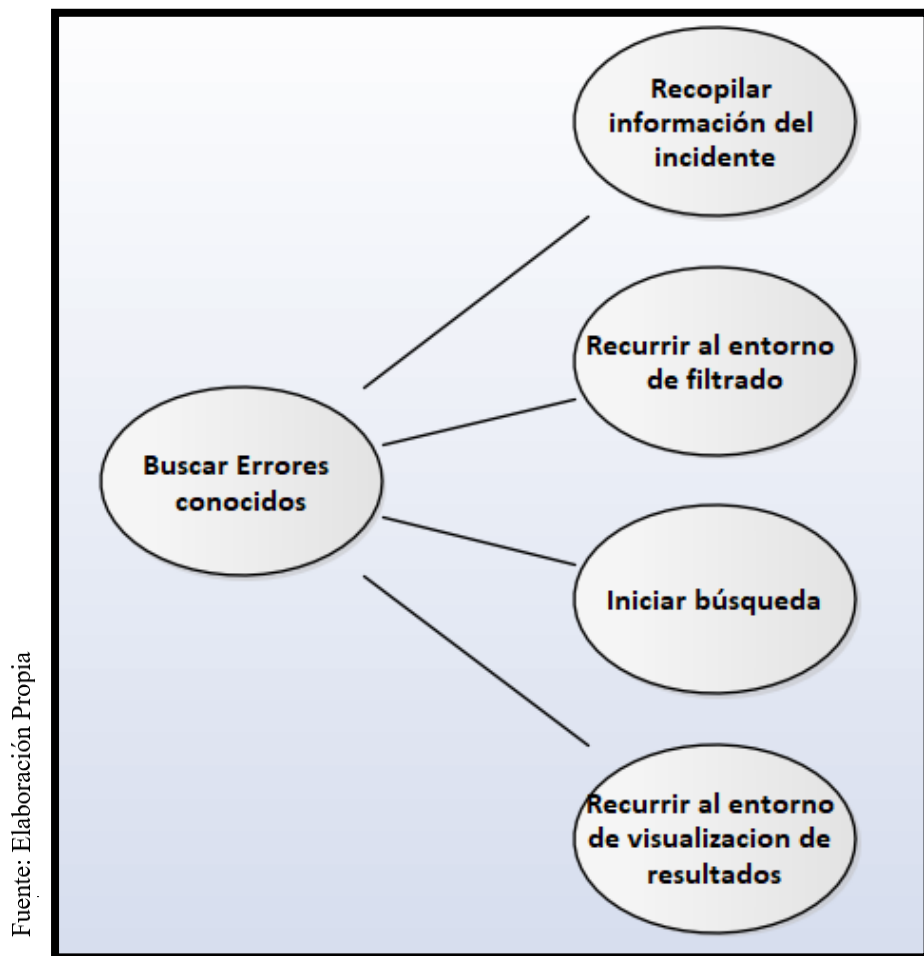 Recopilar
información del
incidente
Recurrir al entorno
de filtrado
Buscar Errores
conocidos
Iniciar búsqueda
Recurrir al entorno
de visualizacion de
resultados
Fuente: Elaboración Propia